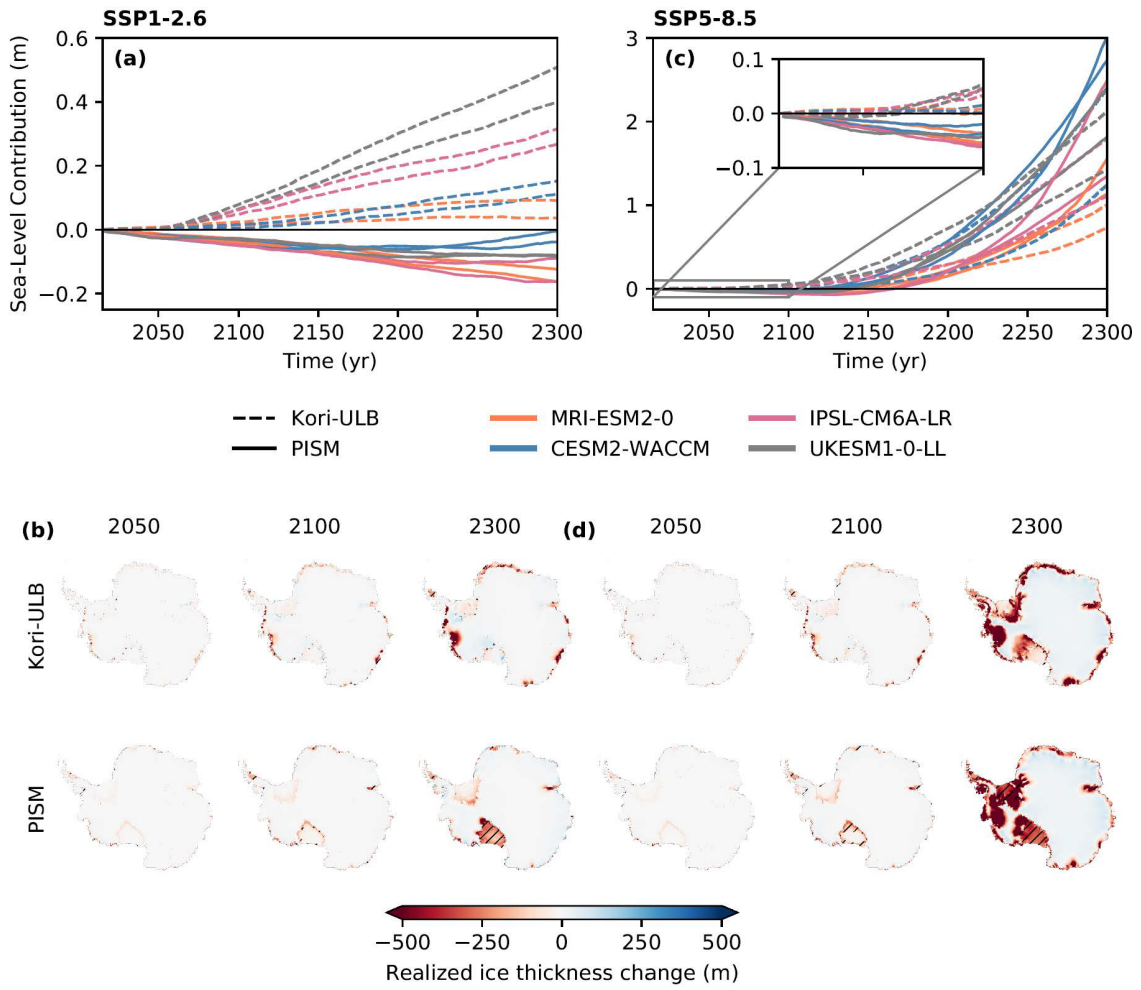 SSP1-2.6
SSP5-8.5
Sea-Level Contribution (m)
(a)
0.6
0.4
0.2
0.0
−0.2
2050 2100 2150 2200 2250 2300
Time (yr)
(c)
3
2
1
0
0.1
0.0
−0.1
2050 2100 2150 2200 2250 2300
Time (yr)
Kori-ULB
PISM
MRI-ESM2-0
CESM2-WACCM
IPSL-CM6A-LR
UKESM1-0-LL
(b) 2050 2100 2300
(d) 2050 2100 2300
Kori-ULB
PISM
−500 −250 0 250 500
Realized ice thickness change (m)